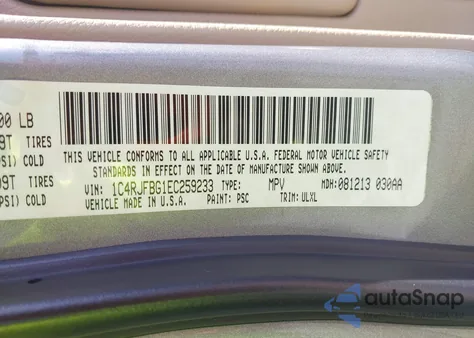 00 LB
9T TIRES
PSI) COLD
09T TIRES
(PSI) COLD
THIS VEHICLE CONFORMS TO ALL APPLICABLE U.S.A. FEDERAL MOTOR VEHICLE SAFETY
STANDARDS IN EFFECT ON THE DATE OF MANUFACTURE SHOWN ABOVE.
VIN: 1C4RJFBG1EC259233 TYPE: MPV MDH:081213 030AA
VEHICLE MADE IN U.S.A. PAINT: PSC TRIM:ULXL
autoSnap